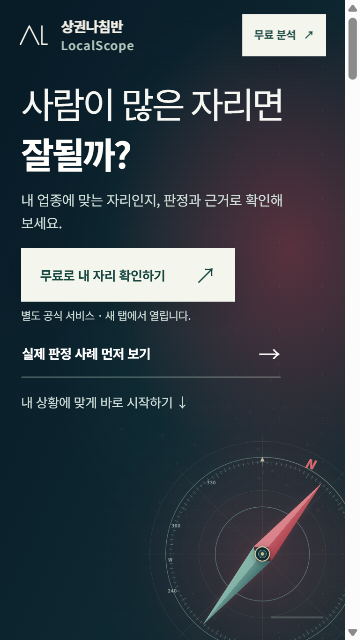 상권나침반
LocalScope
무료 분석 ↗
사람이 많은 자리면
잘될까?
내 업종에 맞는 자리인지, 판정과 근거로 확인해
보세요.
무료로 내 자리 확인하기 ↗
별도 공식 서비스 · 새 탭에서 열립니다.
실제 판정 사례 먼저 보기 →
내 상황에 맞게 바로 시작하기 ↓
N
330
300
W
240